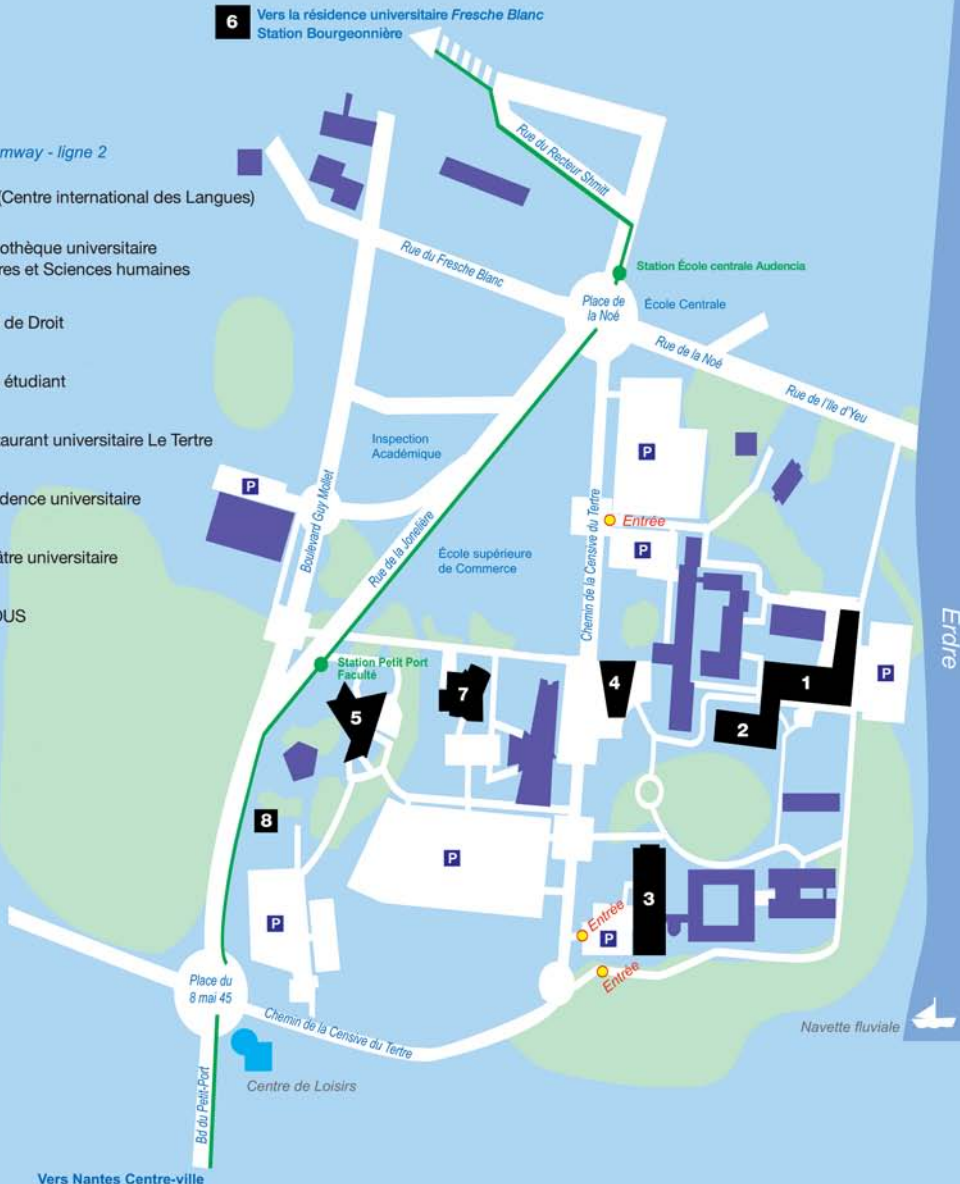 6
Vers la résidence universitaire Fresche Blanc
Station Bourgeonnière
mway - ligne 2
(Centre international des Langues)
othèque universitaire
res et Sciences humaines
de Droit
étudiant
taurant universitaire Le Tertre
dence universitaire
âtre universitaire
OUS
Rue du Recteur Shmitt
Rue du Fresche Blanc
Station École centrale Audencia
Place de
la Noé
École Centrale
Rue de la Noé
Rue de l'Ile d'Yeu
Inspection
Académique
P
P
Boulevard Guy Mollet
Rue de la Jonelière
École supérieure
de Commerce
Chemin de la Censive du Tertre
Entrée
P
Erdre
Station Petit Port
Faculté
7
4
1
P
5
2
8
P
3
P
Entrée
P
Entrée
Place du
8 mai 45
Chemin de la Censive du Tertre
Navette fluviale
Centre de Loisirs
Bd du Petit-Port
Vers Nantes Centre-ville